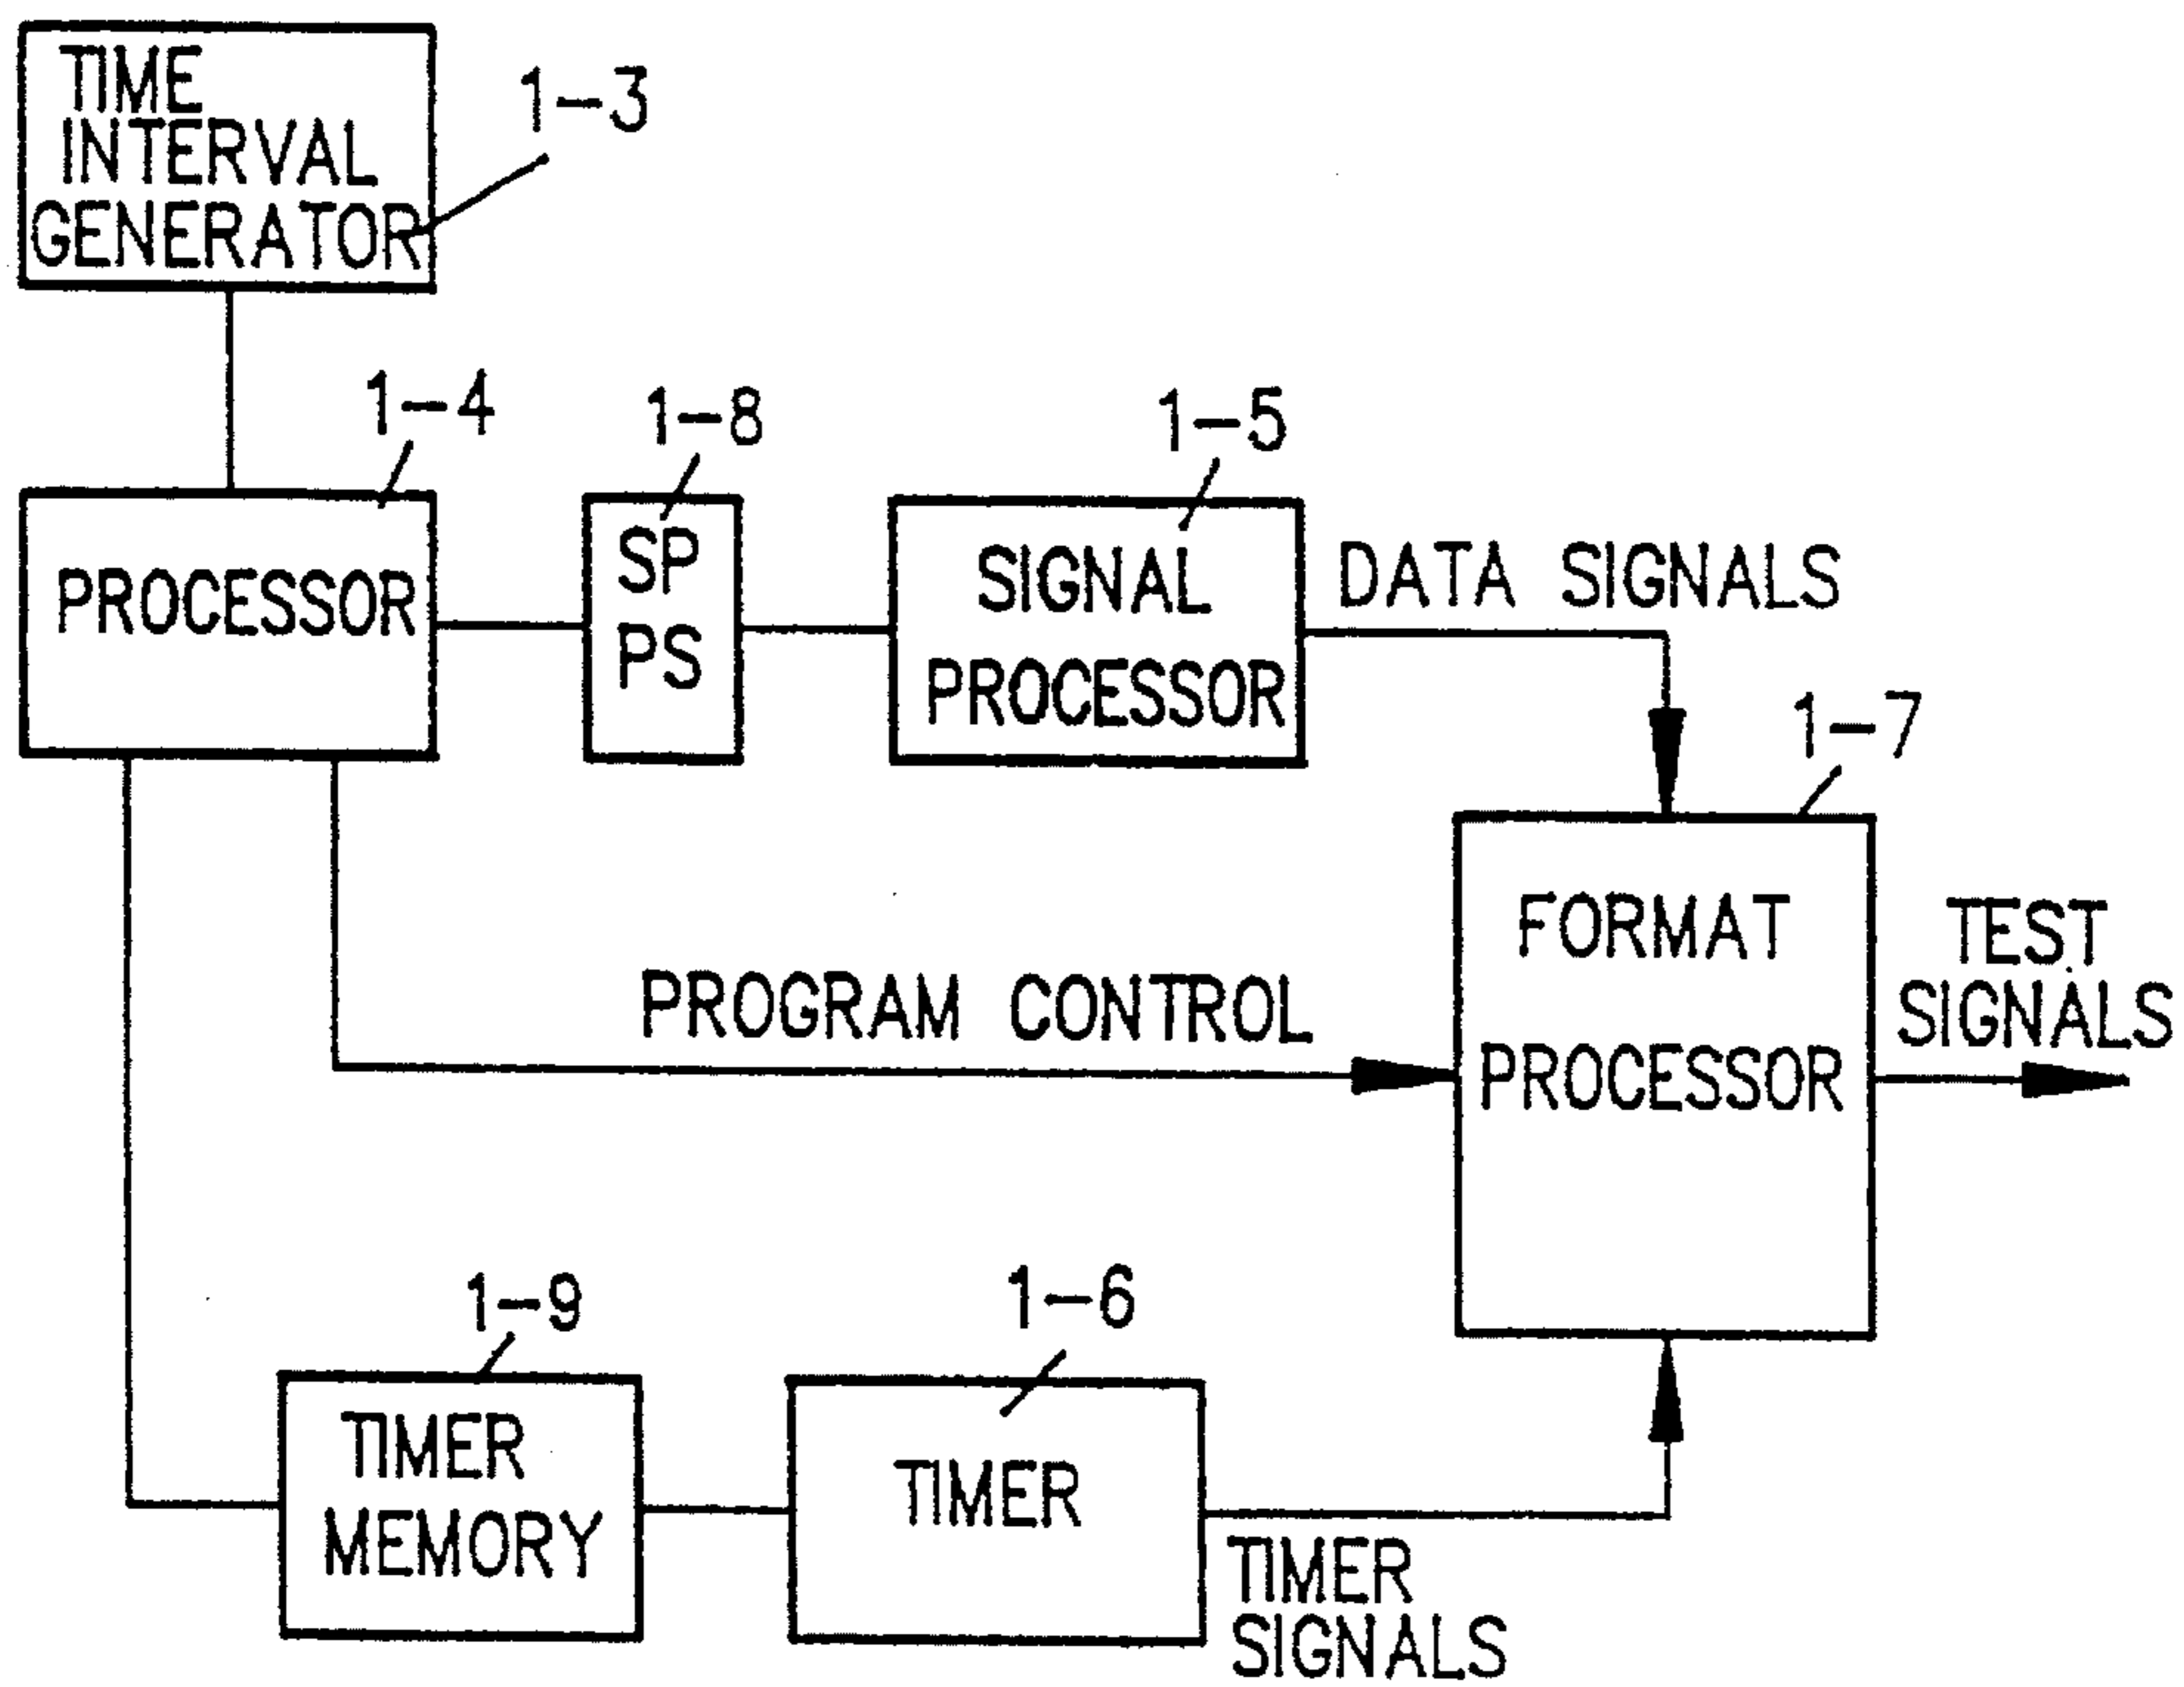 TIME
INTERVAL
GENERATOR
1-3
1-4
1-8
1-5
PROCESSOR
SP
PS
SIGNAL
PROCESSOR
DATA SIGNALS
1-7
FORMAT
PROCESSOR
TEST
SIGNALS
PROGRAM CONTROL
1-9
1-6
TIMER
MEMORY
TIMER
TIMER
SIGNALS